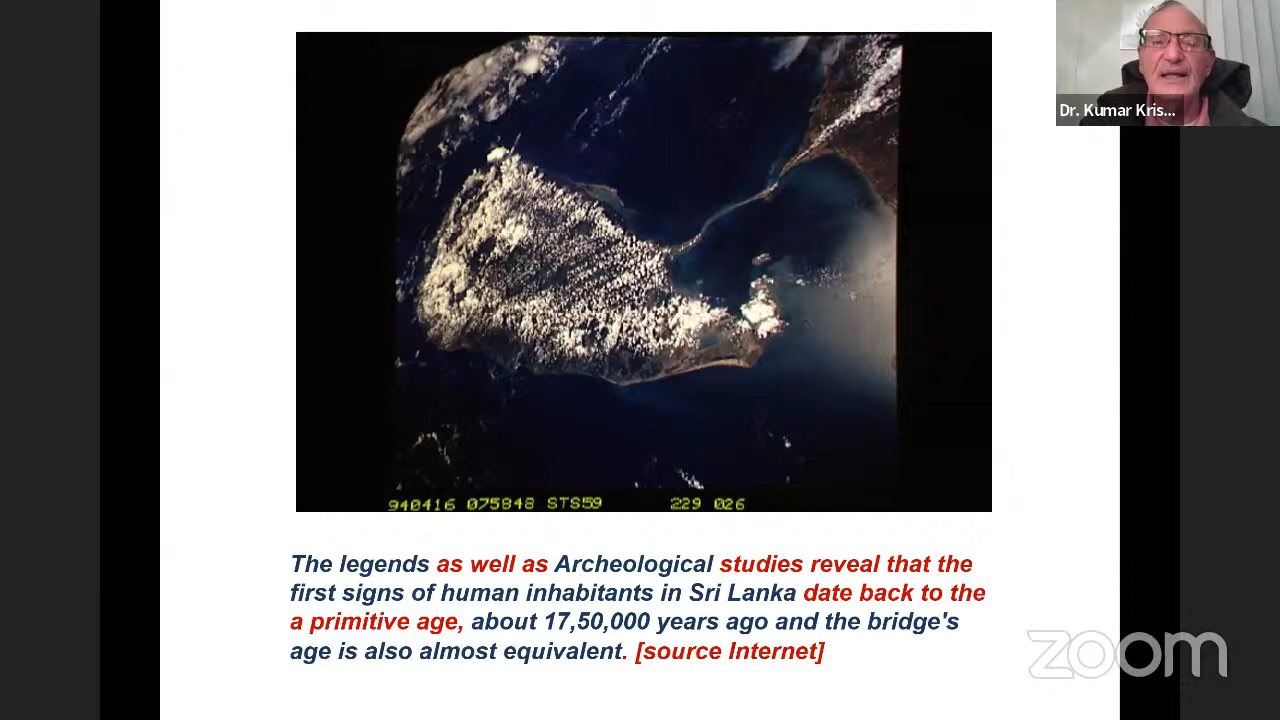 Dr. Kumar Kris...
940416 075848 STS59 229 026
The legends as well as Archeological studies reveal that the
first signs of human inhabitants in Sri Lanka date back to the
a primitive age, about 17,50,000 years ago and the bridge's
age is also almost equivalent. [source Internet]
zoom